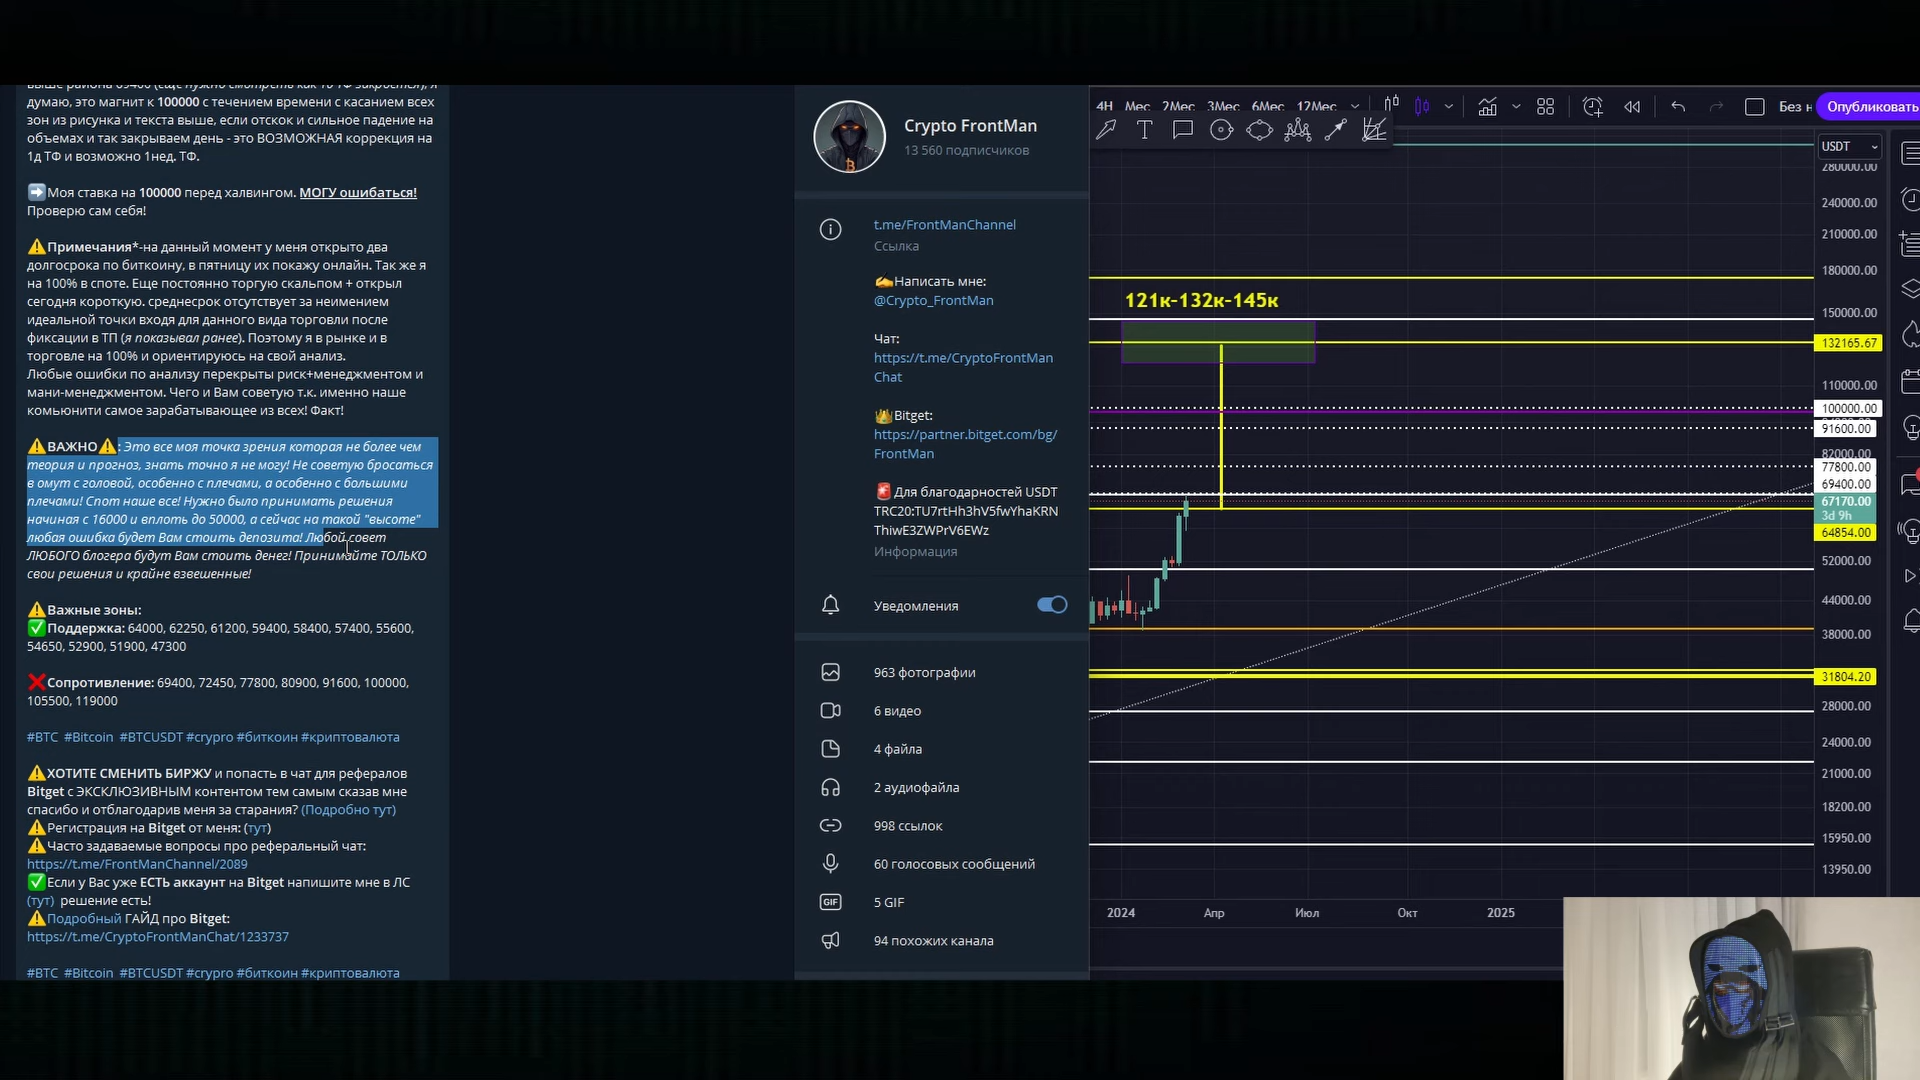 выше района 69400 (еще нужно смотреть как 1d ТФ закроется), я
думаю, это магнит к 100000 с течением времени с касанием всех
зон из рисунка и текста выше, если отскок и сильное падение на
объемах и так закрываем день - это ВОЗМОЖНАЯ коррекция на
1д ТФ и возможно 1нед. ТФ.
➡Моя ставка на 100000 перед халвингом. МОГУ ошибаться!
Проверю сам себя!
⚠Примечания*-на данный момент у меня открыто два
долгосрока по биткоину, в пятницу их покажу онлайн. Так же я
на 100% в споте. Еще постоянно торгую скальпом + открыл
сегодня короткую. среднесрок отсутствует за неимением
идеальной точки входя для данного вида торговли после
фиксации в ТП (я показывал ранее). Поэтому я в рынке и в
торговле на 100% и ориентируюсь на свой анализ.
Любые ошибки по анализу перекрыты риск+менеджментом и
мани-менеджментом. Чего и Вам советую т.к. именно наше
комьюнити самое зарабатывающее из всех! Факт!
⚠ВАЖНО⚠: Это все моя точка зрения которая не более чем
теория и прогноз, знать точно я не могу! Не советую бросаться
в омут с головой, особенно с плечами, а особенно с большими
плечами! Спот наше все! Нужно было принимать решения
начиная с 16000 и вплоть до 50000, а сейчас на такой "высоте"
любая ошибка будет Вам стоить депозита! Любой совет
ЛЮБОГО блогера будут Вам стоить денег! Принимайте ТОЛЬКО
свои решения и крайне взвешенные!
⚠Важные зоны:
✅Поддержка: 64000, 62250, 61200, 59400, 58400, 57400, 55600,
54650, 52900, 51900, 47300
❌Сопротивление: 69400, 72450, 77800, 80900, 91600, 100000,
105500, 119000
#BTC #Bitcoin #BTCUSDT #crypro #биткоин #криптовалюта
⚠ХОТИТЕ СМЕНИТЬ БИРЖУ и попасть в чат для рефералов
Bitget с ЭКСКЛЮЗИВНЫМ контентом тем самым сказав мне
спасибо и отблагодарив меня за старания? (Подробно тут)
⚠Регистрация на Bitget от меня: (тут)
⚠Часто задаваемые вопросы про реферальный чат:
https://t.me/FrontManChannel/2089
✅Если у Вас уже ЕСТЬ аккаунт на Bitget напишите мне в ЛС
(тут) решение есть!
⚠Подробный ГАЙД про Bitget:
https://t.me/CryptoFrontManChat/1233737
#BTC #Bitcoin #BTCUSDT #crypro #биткоин #криптовалюта
Crypto FrontMan
13 560 подписчиков
t.me/FrontManChannel
Ссылка
✍Написать мне:
@Crypto_FrontMan
Чат:
https://t.me/CryptoFrontMan
Chat
👑Bitget:
https://partner.bitget.com/bg/
FrontMan
🚨Для благодарностей USDT
TRC20:TU7rtHh3hV5fwYhaKRN
ThiwE3ZWPrV6EWz
Информация
Уведомления
963 фотографии
6 видео
4 файла
2 аудиофайла
998 ссылок
60 голосовых сообщений
GIF 5 GIF
94 похожих канала
4Н Мес 2Мес 3Мес 6Мес 12Мес
Без н
Опубликовать
USDT
280000.00
240000.00
210000.00
180000.00
121к-132к-145к
150000.00
132165.67
110000.00
100000.00
91600.00
82000.00
77800.00
69400.00
67170.00
3d 9h
64854.00
52000.00
44000.00
38000.00
31804.20
28000.00
24000.00
21000.00
18200.00
15950.00
13950.00
2024 Апр Июл Окт 2025